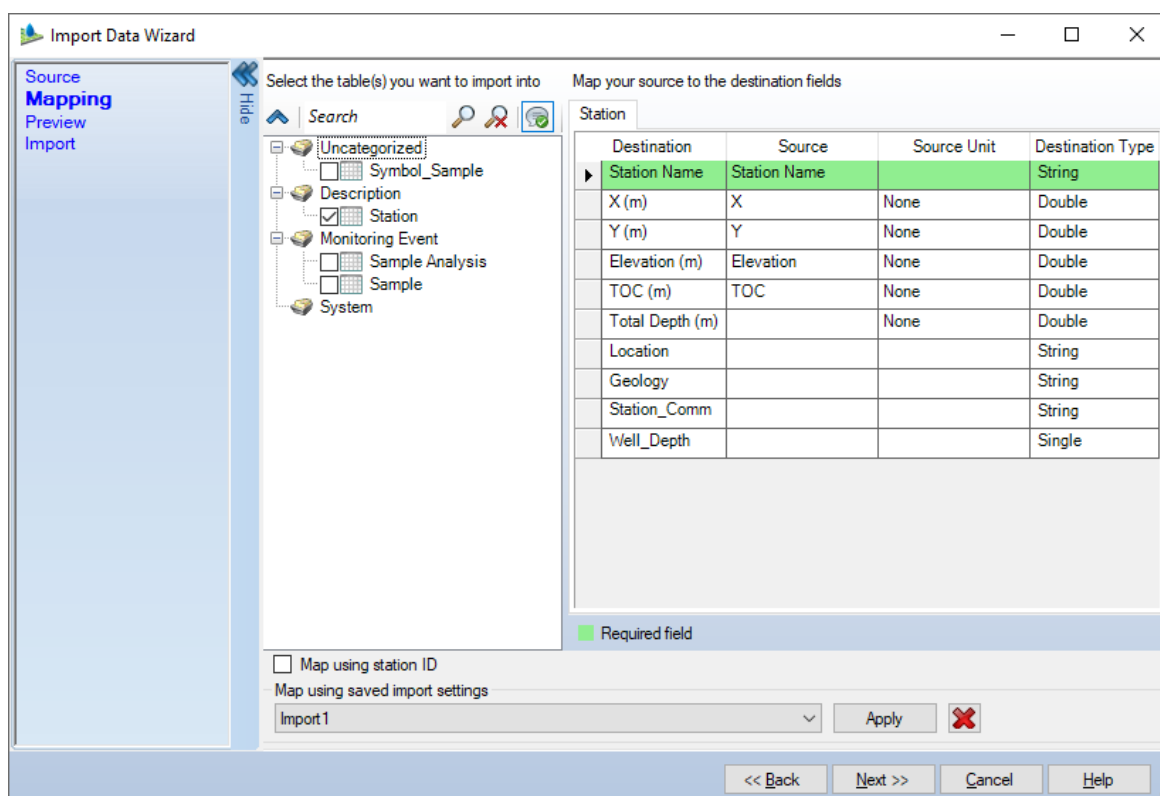 Import Data Wizard
Source
Mapping
Preview
Import
Hide
Select the table(s) you want to import into
Search
Uncategorized
Symbol_Sample
Description
Station
Monitoring Event
Sample Analysis
Sample
System
Map your source to the destination fields
Station
Destination Source Source Unit Destination Type
Station Name Station Name String
X (m) X None Double
Y (m) Y None Double
Elevation (m) Elevation None Double
TOC (m) TOC None Double
Total Depth (m) None Double
Location String
Geology String
Station_Comm String
Well_Depth Single
Required field
Map using station ID
Map using saved import settings
Import1
Apply
<< Back Next >> Cancel Help